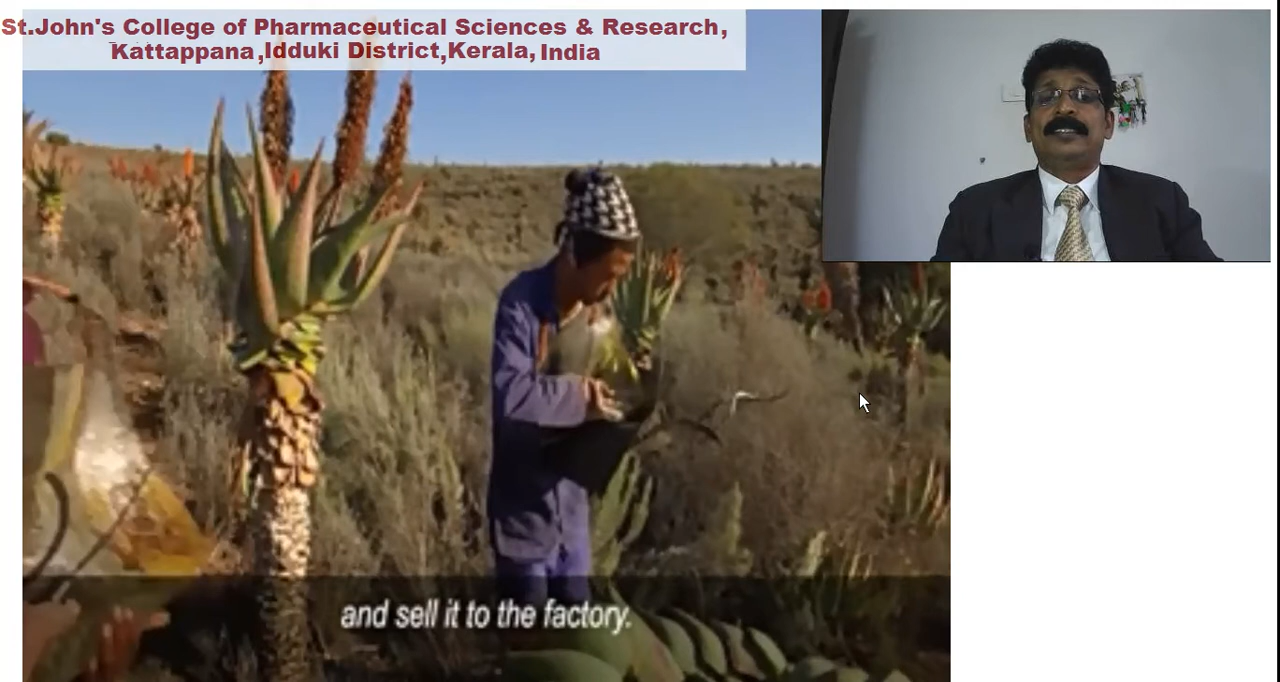 St.John's College of Pharmaceutical Sciences & Research,
Kattappana,Idduki District,Kerala, India
and sell it to the factory.